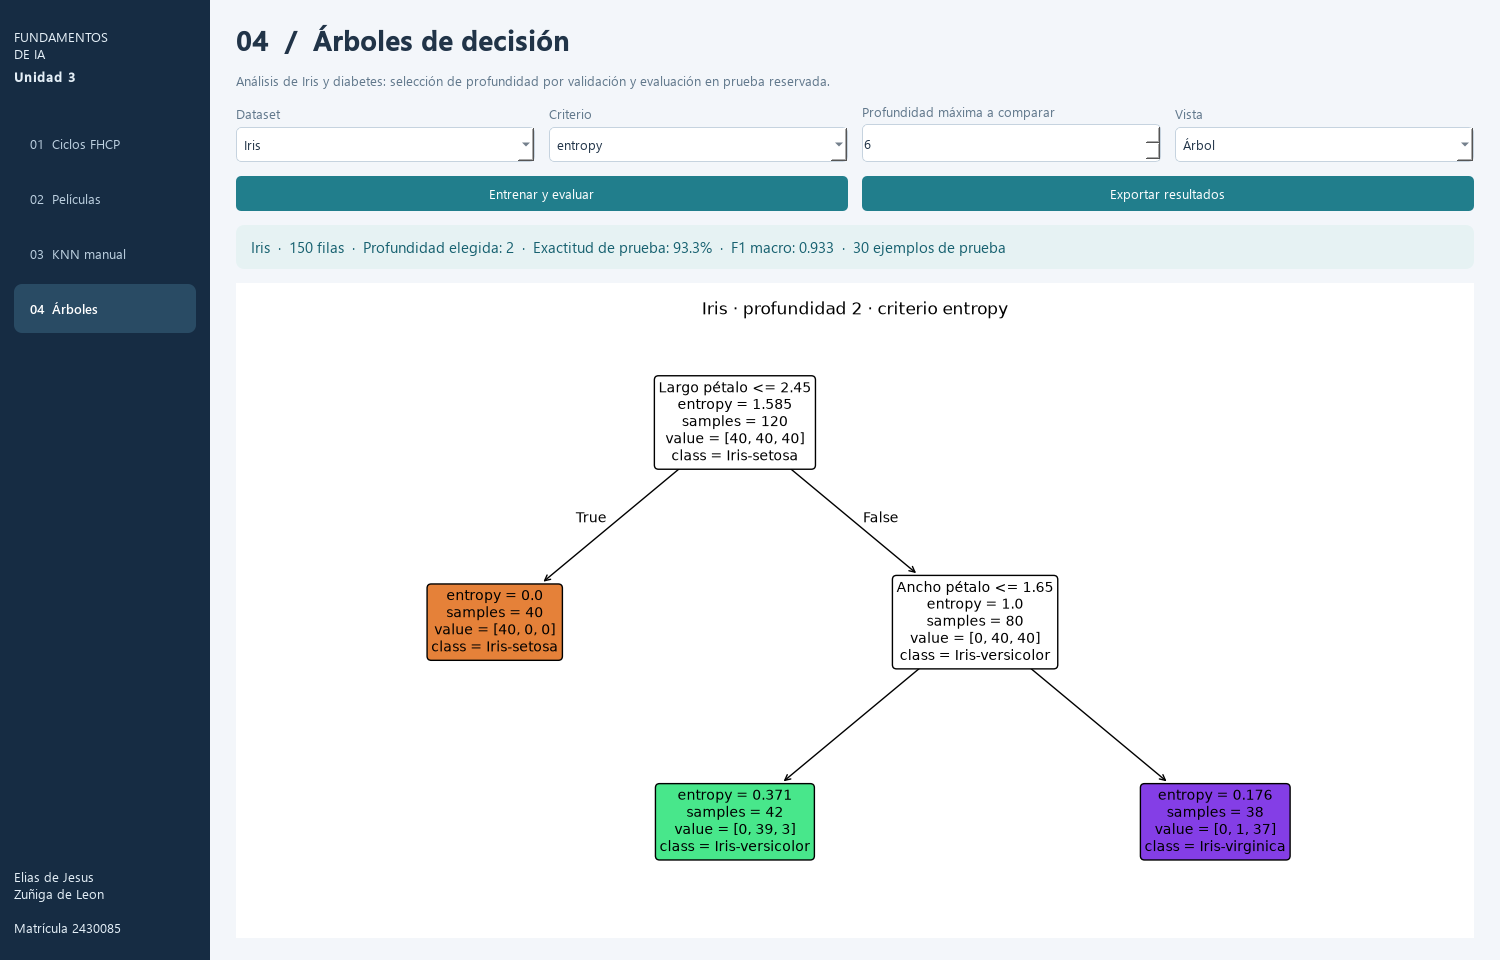 FUNDAMENTOS
DE IA
Unidad 3
01 Ciclos FHCP
02 Películas
03 KNN manual
04 Árboles
Elias de Jesus
Zuñiga de Leon
Matrícula 2430085
04 / Árboles de decisión
Análisis de Iris y diabetes: selección de profundidad por validación y evaluación en prueba reservada.
Dataset
Criterio
Profundidad máxima a comparar
Vista
Iris
entropy
6
Árbol
Entrenar y evaluar
Exportar resultados
Iris · 150 filas · Profundidad elegida: 2 · Exactitud de prueba: 93.3% · F1 macro: 0.933 · 30 ejemplos de prueba
Iris · profundidad 2 · criterio entropy
Largo pétalo <= 2.45
entropy = 1.585
samples = 120
value = [40, 40, 40]
class = Iris-setosa
True
False
entropy = 0.0
samples = 40
value = [40, 0, 0]
class = Iris-setosa
Ancho pétalo <= 1.65
entropy = 1.0
samples = 80
value = [0, 40, 40]
class = Iris-versicolor
entropy = 0.371
samples = 42
value = [0, 39, 3]
class = Iris-versicolor
entropy = 0.176
samples = 38
value = [0, 1, 37]
class = Iris-virginica